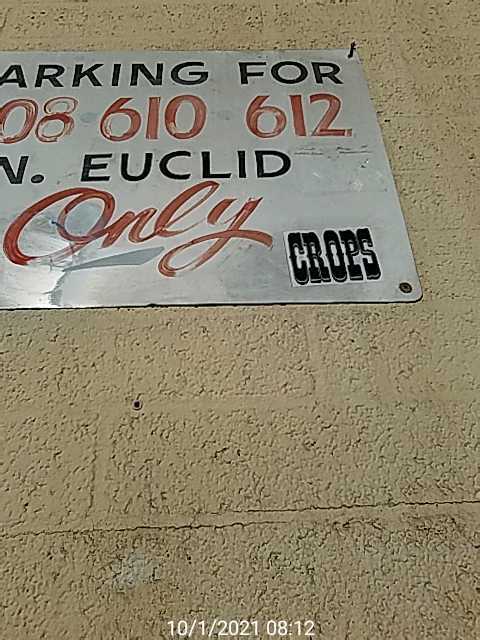 ARKING FOR
08 610 612
N. EUCLID
Only
CROPS
10/1/2021 08:12